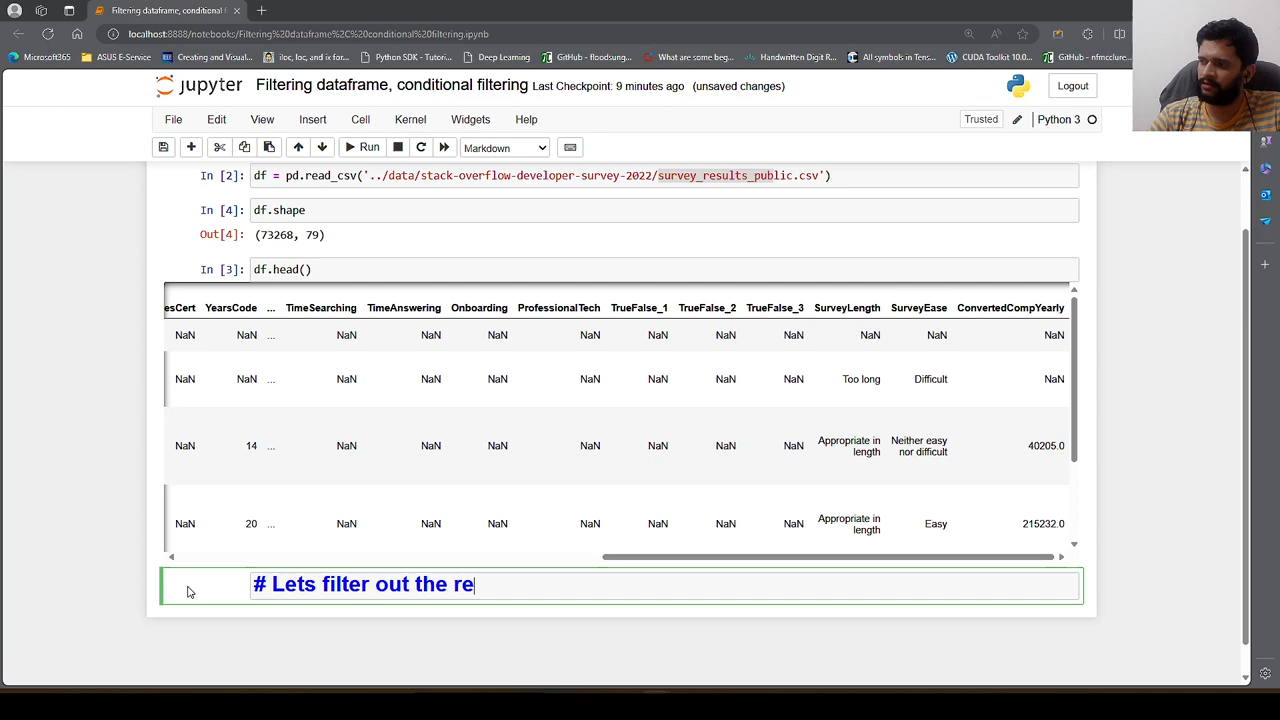 Filtering dataframe, conditional filtering
localhost:8888/notebooks/Filtering%20dataframe%2C%20conditional%20filtering.ipynb
Microsoft365 ASUS E-Service Creating and Visual... iloc, loc, and ix for... Python SDK - Tutori... Deep Learning Insti... GitHub - floodsung... What are some beg... Handwritten Digit R... All symbols in Tens... CUDA Toolkit 10.0 GitHub - nfmcclure...
jupyter Filtering dataframe, conditional filtering Last Checkpoint: 9 minutes ago (unsaved changes) Logout
File Edit View Insert Cell Kernel Widgets Help Trusted Python 3
Run Markdown
In [2]: df = pd.read_csv('../data/stack-overflow-developer-survey-2022/survey_results_public.csv')
In [4]: df.shape
Out[4]: (73268, 79)
In [3]: df.head()
esCert YearsCode ... TimeSearching TimeAnswering Onboarding ProfessionalTech TrueFalse_1 TrueFalse_2 TrueFalse_3 SurveyLength SurveyEase ConvertedCompYearly
NaN NaN ... NaN NaN NaN NaN NaN NaN NaN NaN NaN NaN
NaN NaN ... NaN NaN NaN NaN NaN NaN NaN Too long Difficult NaN
NaN 14 ... NaN NaN NaN NaN NaN NaN NaN Appropriate in length Neither easy nor difficult 40205.0
NaN 20 ... NaN NaN NaN NaN NaN NaN NaN Appropriate in length Easy 215232.0
# Lets filter out the re